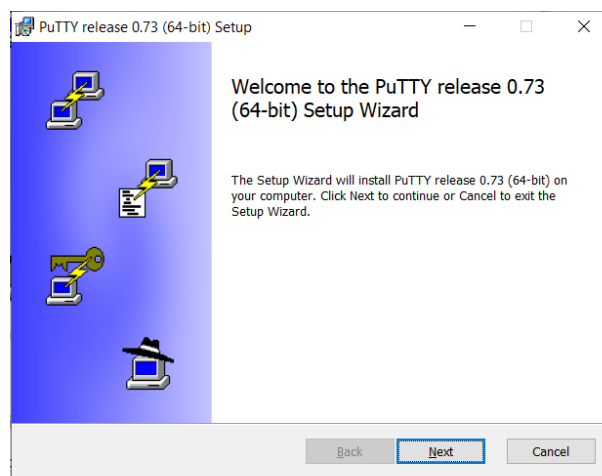 PuTTY release 0.73 (64-bit) Setup
Welcome to the PuTTY release 0.73
(64-bit) Setup Wizard
The Setup Wizard will install PuTTY release 0.73 (64-bit) on
your computer. Click Next to continue or Cancel to exit the
Setup Wizard.
Back Next Cancel